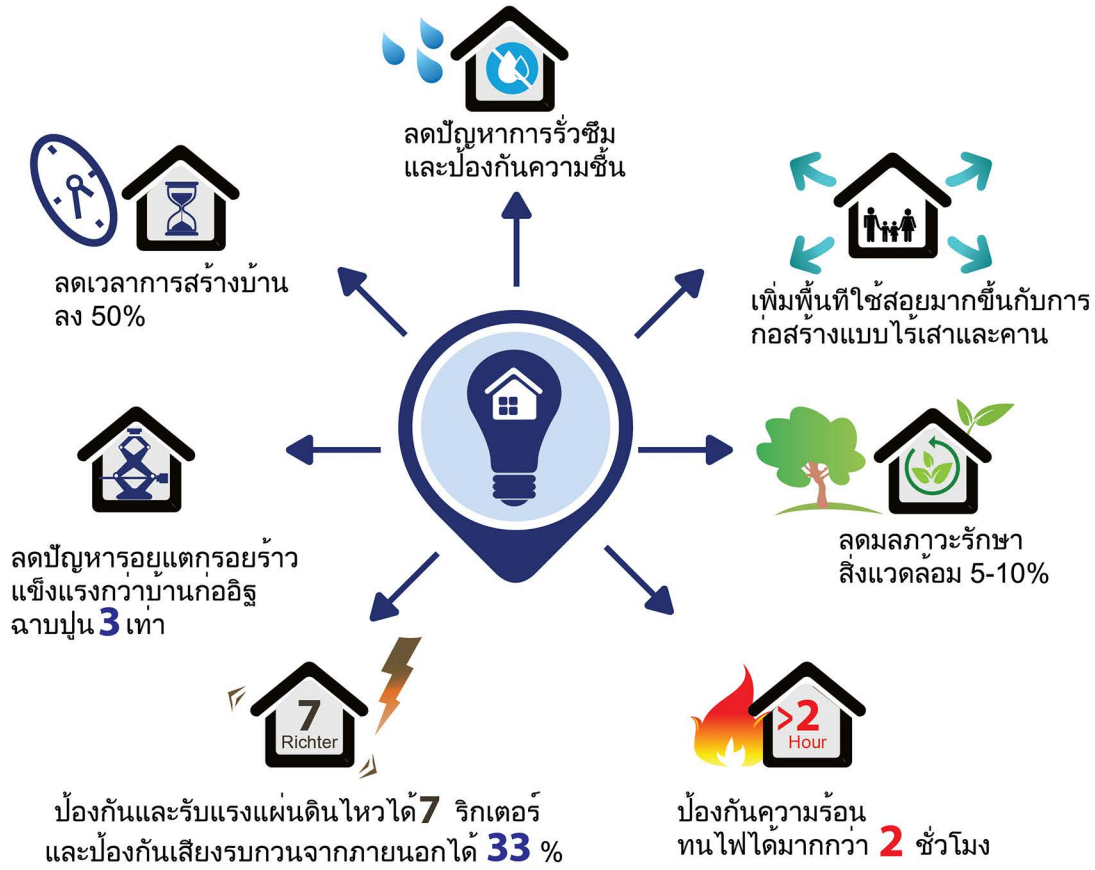 ลดปัญหาการรั่วซึม
และป้องกันความชื้น
ลดเวลาการสร้างบ้าน
ลง 50%
เพิ่มพื้นทีใช้สอยมากขึ้นกับการ
ก่อสร้างแบบไร้เสาและคาน
ลดปัญหารอยแตกรอยร้าว
แข็งแรงกว่าบ้านก่ออิฐ
ฉาบปูน 3 เท่า
ลดมลภาวะรักษา
สิ่งแวดล้อม 5-10%
7
Richter
ป้องกันและรับแรงแผ่นดินไหวได้ 7 ริกเตอร์
และป้องกันเสียงรบกวนจากภายนอกได้ 33 %
>2
Hour
ป้องกันความร้อน
ทนไฟได้มากกว่า 2 ชั่วโมง